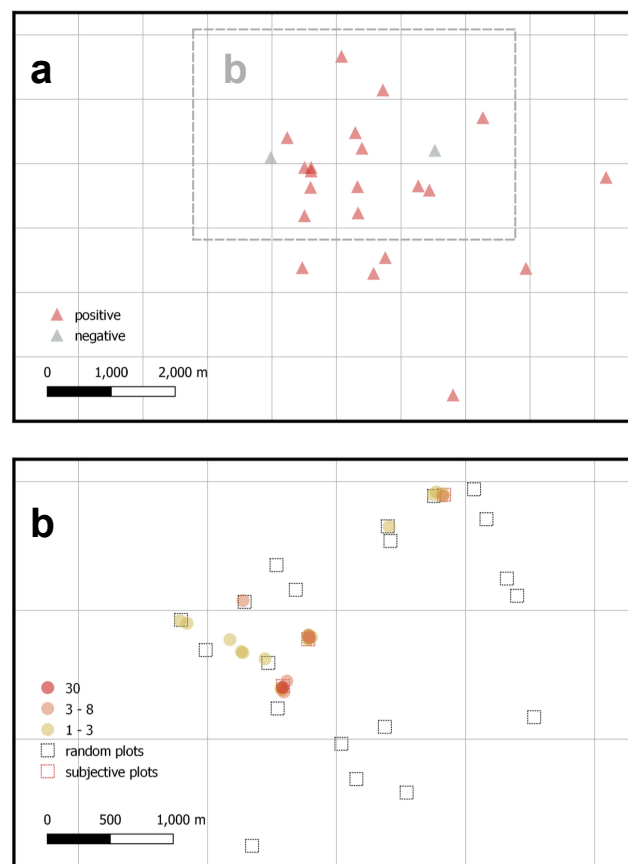 a
b
positive
negative
0 1,000 2,000 m
b
30
3 - 8
1 - 3
random plots
subjective plots
0 500 1,000 m